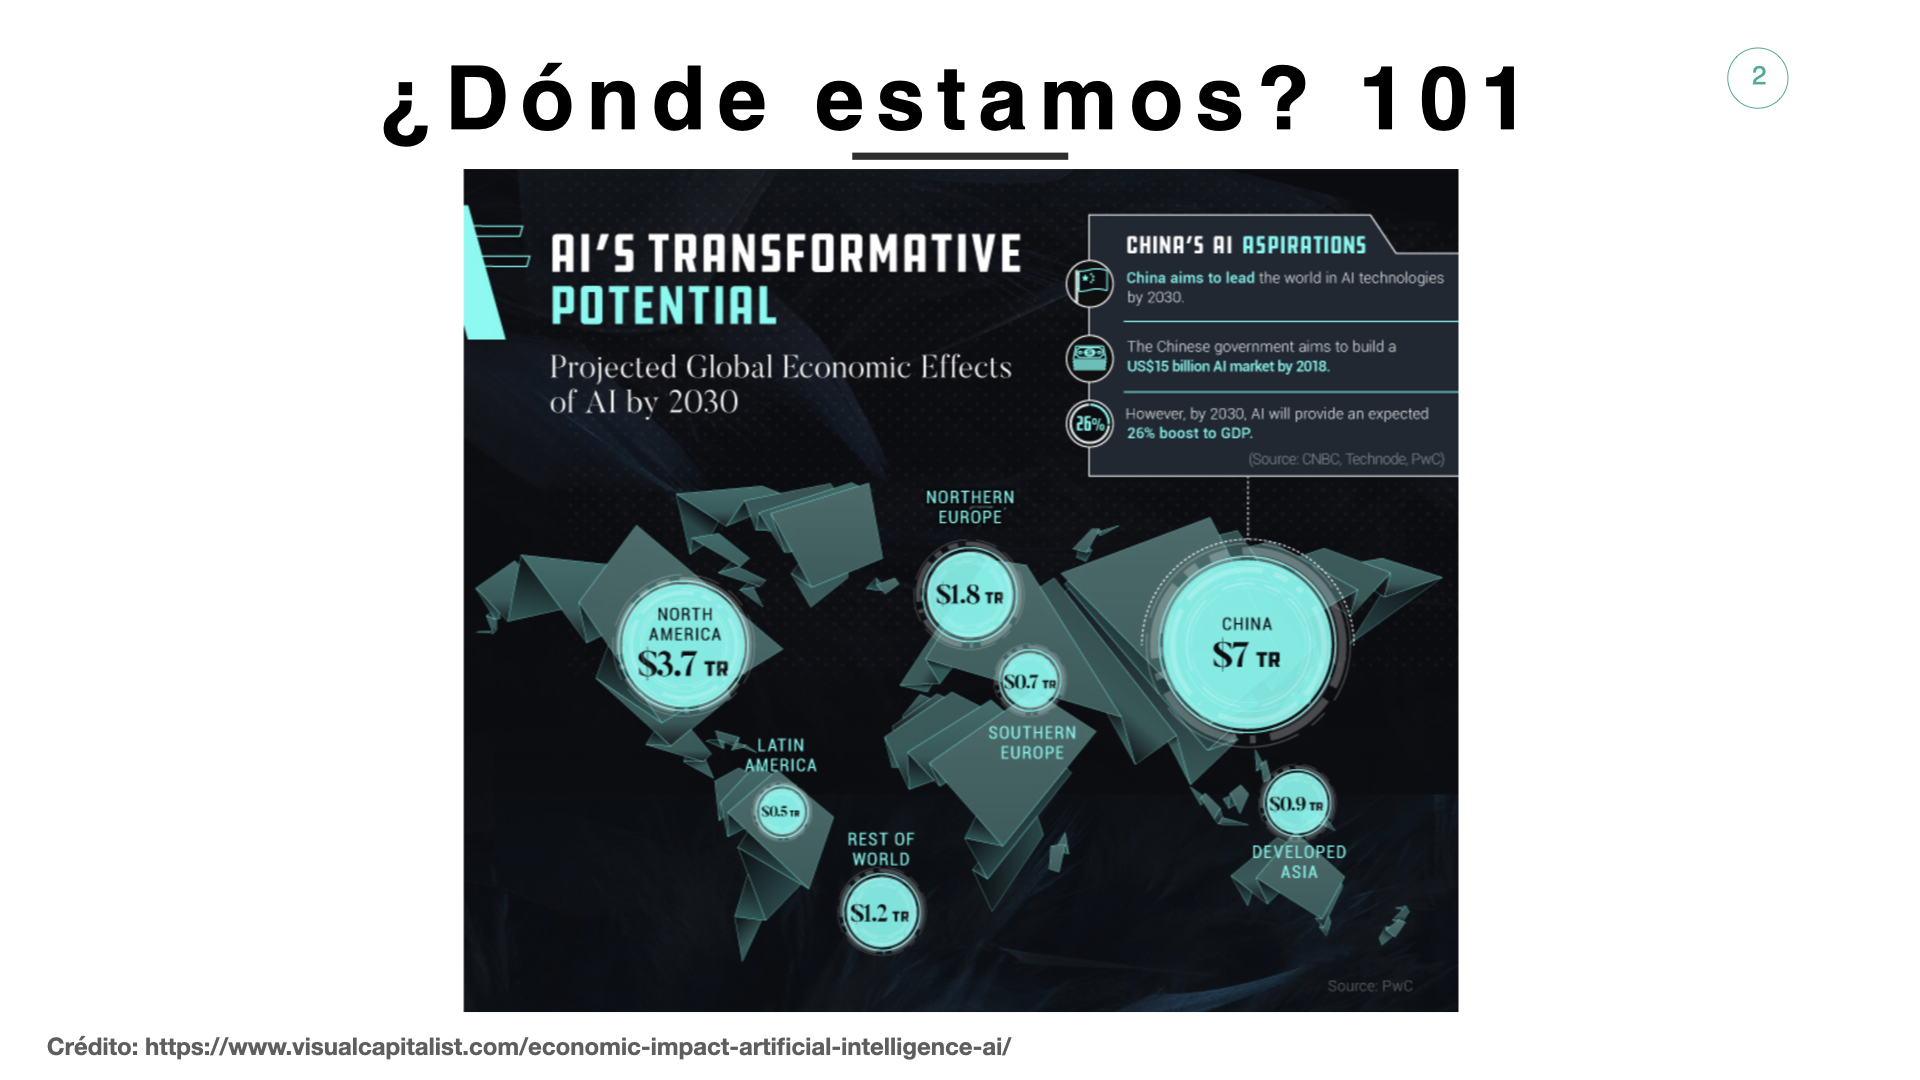 ¿Dónde estamos? 101
2
AI'S TRANSFORMATIVE
POTENTIAL
Projected Global Economic Effects
of AI by 2030
CHINA'S AI ASPIRATIONS
China aims to lead the world in AI technologies
by 2030.
The Chinese government aims to build a
US$15 billion AI market by 2018.
26%
However, by 2030, AI will provide an expected
26% boost to GDP.
(Source: CNBC, Technode, PwC)
NORTHERN
EUROPE
$1.8 TR
NORTH
AMERICA
$3.7 TR
CHINA
$7 TR
$0.7 TR
SOUTHERN
EUROPE
LATIN
AMERICA
$0.5 TR
$0.9 TR
DEVELOPED
ASIA
REST OF
WORLD
$1.2 TR
Source: PwC
Crédito: https://www.visualcapitalist.com/economic-impact-artificial-intelligence-ai/